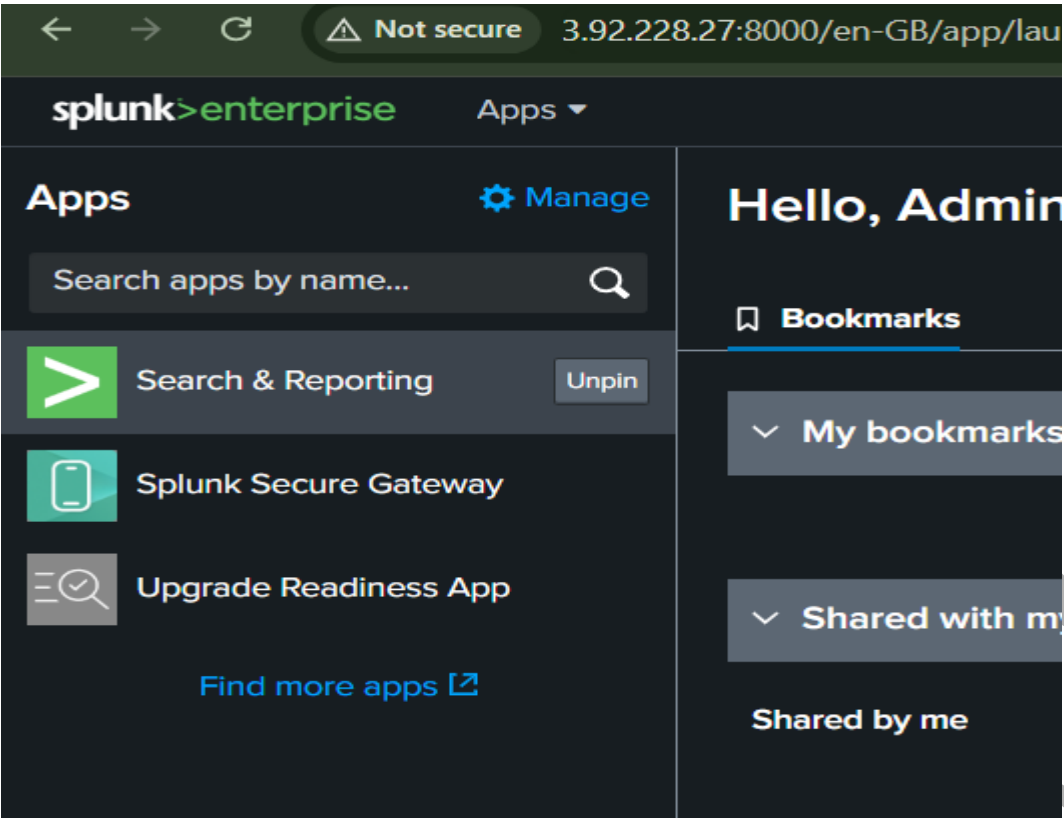 Not secure 3.92.228.27:8000/en-GB/app/lau
splunk>enterprise Apps
Apps Manage
Search apps by name...
Search & Reporting Unpin
Splunk Secure Gateway
Upgrade Readiness App
Find more apps
Hello, Admin
Bookmarks
My bookmarks
Shared with my
Shared by me